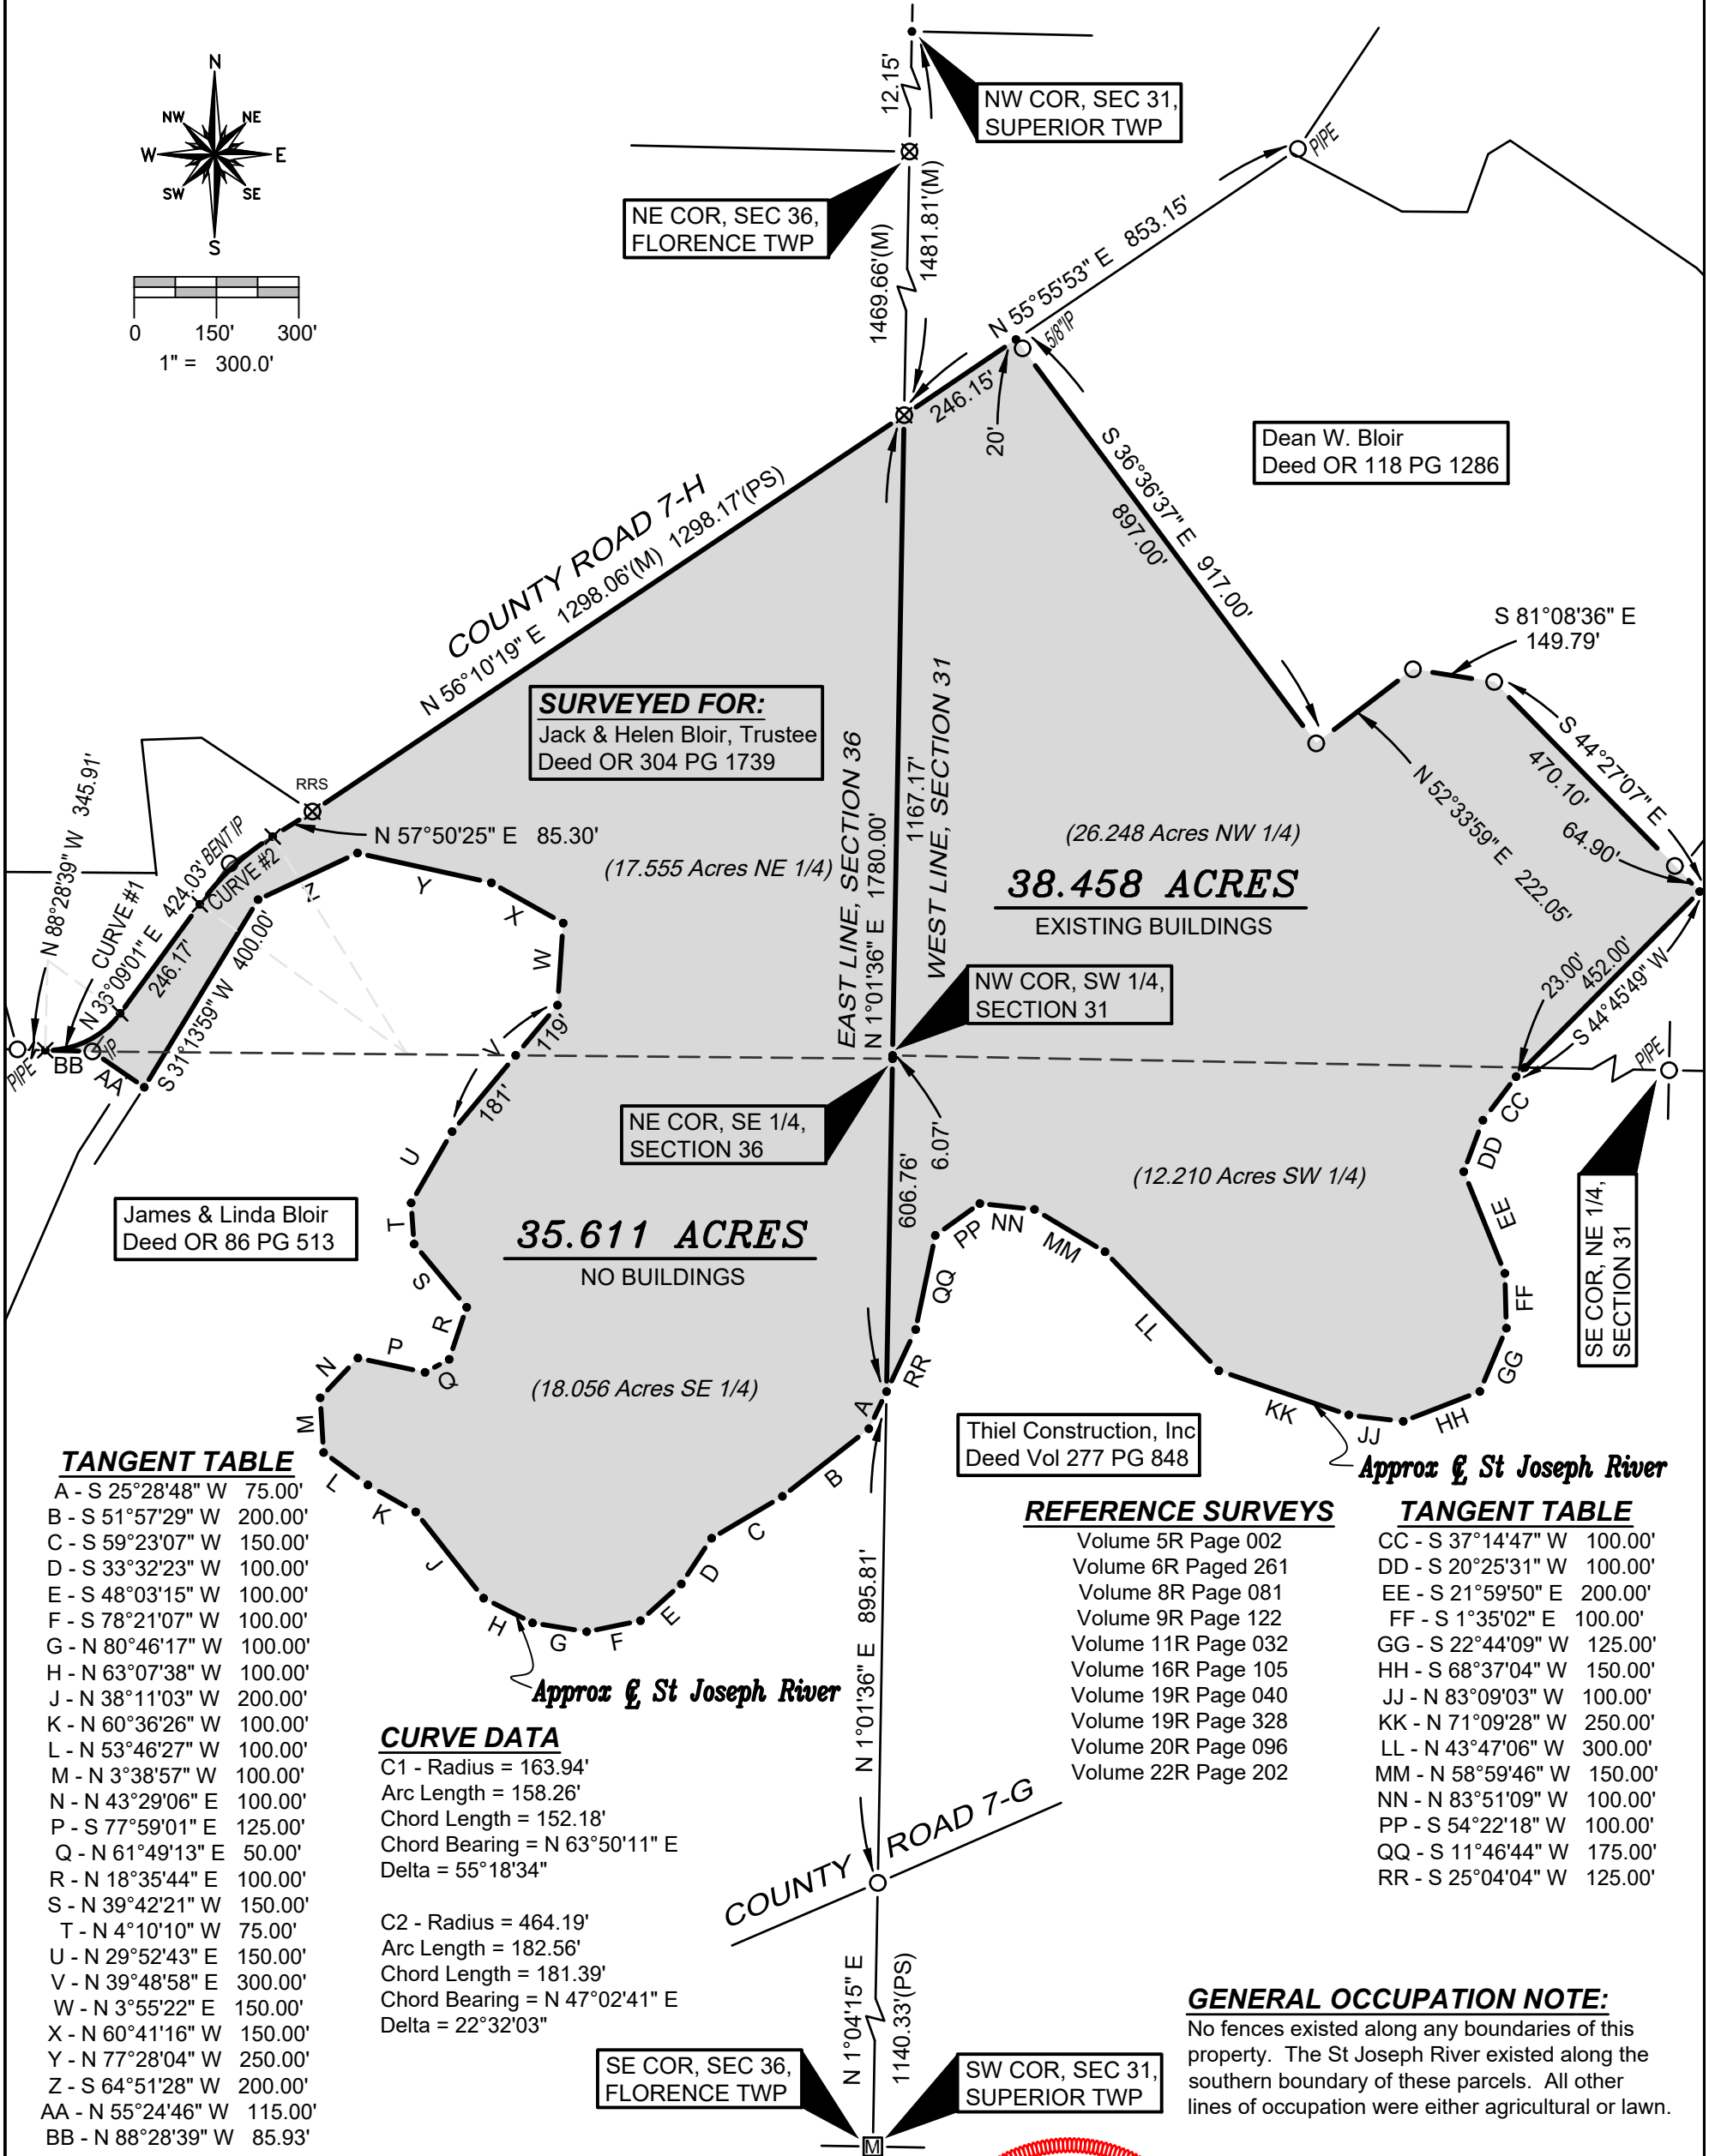 N
NW
NE
W
E
SW
SE
S
0
150'
300'
1" = 300.0'
12.15'
NW COR, SEC 31,
SUPERIOR TWP
NE COR, SEC 36,
FLORENCE TWP
1469.66'(M)
1481.81'(M)
PIPE
N 55°55'53" E 853.15'
5/8"IP
246.15'
20'
Dean W. Bloir
Deed OR 118 PG 1286
S 36°36'37" E 917.00'
897.00'
COUNTY ROAD 7-H
N 56°10'19" E 1298.06'(M) 1298.17'(PS)
S 81°08'36" E
149.79'
SURVEYED FOR:
Jack & Helen Bloir, Trustee
Deed OR 304 PG 1739
EAST LINE, SECTION 36
N 1°01'36" E 1780.00'
1167.17'
WEST LINE, SECTION 31
S 44°27'07" E
470.10'
64.90'
N 52°33'59" E 222.05'
N 88°28'39" W 345.91'
RRS
N 57°50'25" E 85.30'
BENT IP
CURVE #2
CURVE #1
N 36°09'01" E 424.03'
246.17'
S 31°13'59" W 400.00'
(17.555 Acres NE 1/4)
(26.248 Acres NW 1/4)
38.458 ACRES
EXISTING BUILDINGS
Z
Y
X
W
V
119'
181'
NW COR, SW 1/4,
SECTION 31
23.00'
452.00'
S 44°45'49" W
PIPE
PIPE
BB
IP
AA
NE COR, SE 1/4,
SECTION 36
6.07'
606.76'
CC
DD
(12.210 Acres SW 1/4)
SE COR, NE 1/4,
SECTION 31
James & Linda Bloir
Deed OR 86 PG 513
U
T
S
35.611 ACRES
NO BUILDINGS
PP
NN
MM
EE
QQ
FF
LL
R
P
Q
N
M
RR
GG
(18.056 Acres SE 1/4)
A
KK
JJ
HH
Thiel Construction, Inc
Deed Vol 277 PG 848
Approx ℄ St Joseph River
L
K
J
B
C
D
E
H
G
F
Approx ℄ St Joseph River
TANGENT TABLE
A - S 25°28'48" W 75.00'
B - S 51°57'29" W 200.00'
C - S 59°23'07" W 150.00'
D - S 33°32'23" W 100.00'
E - S 48°03'15" W 100.00'
F - S 78°21'07" W 100.00'
G - N 80°46'17" W 100.00'
H - N 63°07'38" W 100.00'
J - N 38°11'03" W 200.00'
K - N 60°36'26" W 100.00'
L - N 53°46'27" W 100.00'
M - N 3°38'57" W 100.00'
N - N 43°29'06" E 100.00'
P - S 77°59'01" E 125.00'
Q - N 61°49'13" E 50.00'
R - N 18°35'44" E 100.00'
S - N 39°42'21" W 150.00'
T - N 4°10'10" W 75.00'
U - N 29°52'43" E 150.00'
V - N 39°48'58" E 300.00'
W - N 3°55'22" E 150.00'
X - N 60°41'16" W 150.00'
Y - N 77°28'04" W 250.00'
Z - S 64°51'28" W 200.00'
AA - N 55°24'46" W 115.00'
BB - N 88°28'39" W 85.93'
CURVE DATA
C1 - Radius = 163.94'
Arc Length = 158.26'
Chord Length = 152.18'
Chord Bearing = N 63°50'11" E
Delta = 55°18'34"
C2 - Radius = 464.19'
Arc Length = 182.56'
Chord Length = 181.39'
Chord Bearing = N 47°02'41" E
Delta = 22°32'03"
N 1°01'36" E 895.81'
COUNTY ROAD 7-G
REFERENCE SURVEYS
Volume 5R Page 002
Volume 6R Paged 261
Volume 8R Page 081
Volume 9R Page 122
Volume 11R Page 032
Volume 16R Page 105
Volume 19R Page 040
Volume 19R Page 328
Volume 20R Page 096
Volume 22R Page 202
TANGENT TABLE
CC - S 37°14'47" W 100.00'
DD - S 20°25'31" W 100.00'
EE - S 21°59'50" E 200.00'
FF - S 1°35'02" E 100.00'
GG - S 22°44'09" W 125.00'
HH - S 68°37'04" W 150.00'
JJ - N 83°09'03" W 100.00'
KK - N 71°09'28" W 250.00'
LL - N 43°47'06" W 300.00'
MM - N 58°59'46" W 150.00'
NN - N 83°51'09" W 100.00'
PP - S 54°22'18" W 100.00'
QQ - S 11°46'44" W 175.00'
RR - S 25°04'04" W 125.00'
N 1°04'15" E
1140.33'(PS)
SE COR, SEC 36,
FLORENCE TWP
SW COR, SEC 31,
SUPERIOR TWP
M
GENERAL OCCUPATION NOTE:
No fences existed along any boundaries of this
property. The St Joseph River existed along the
southern boundary of these parcels. All other
lines of occupation were either agricultural or lawn.